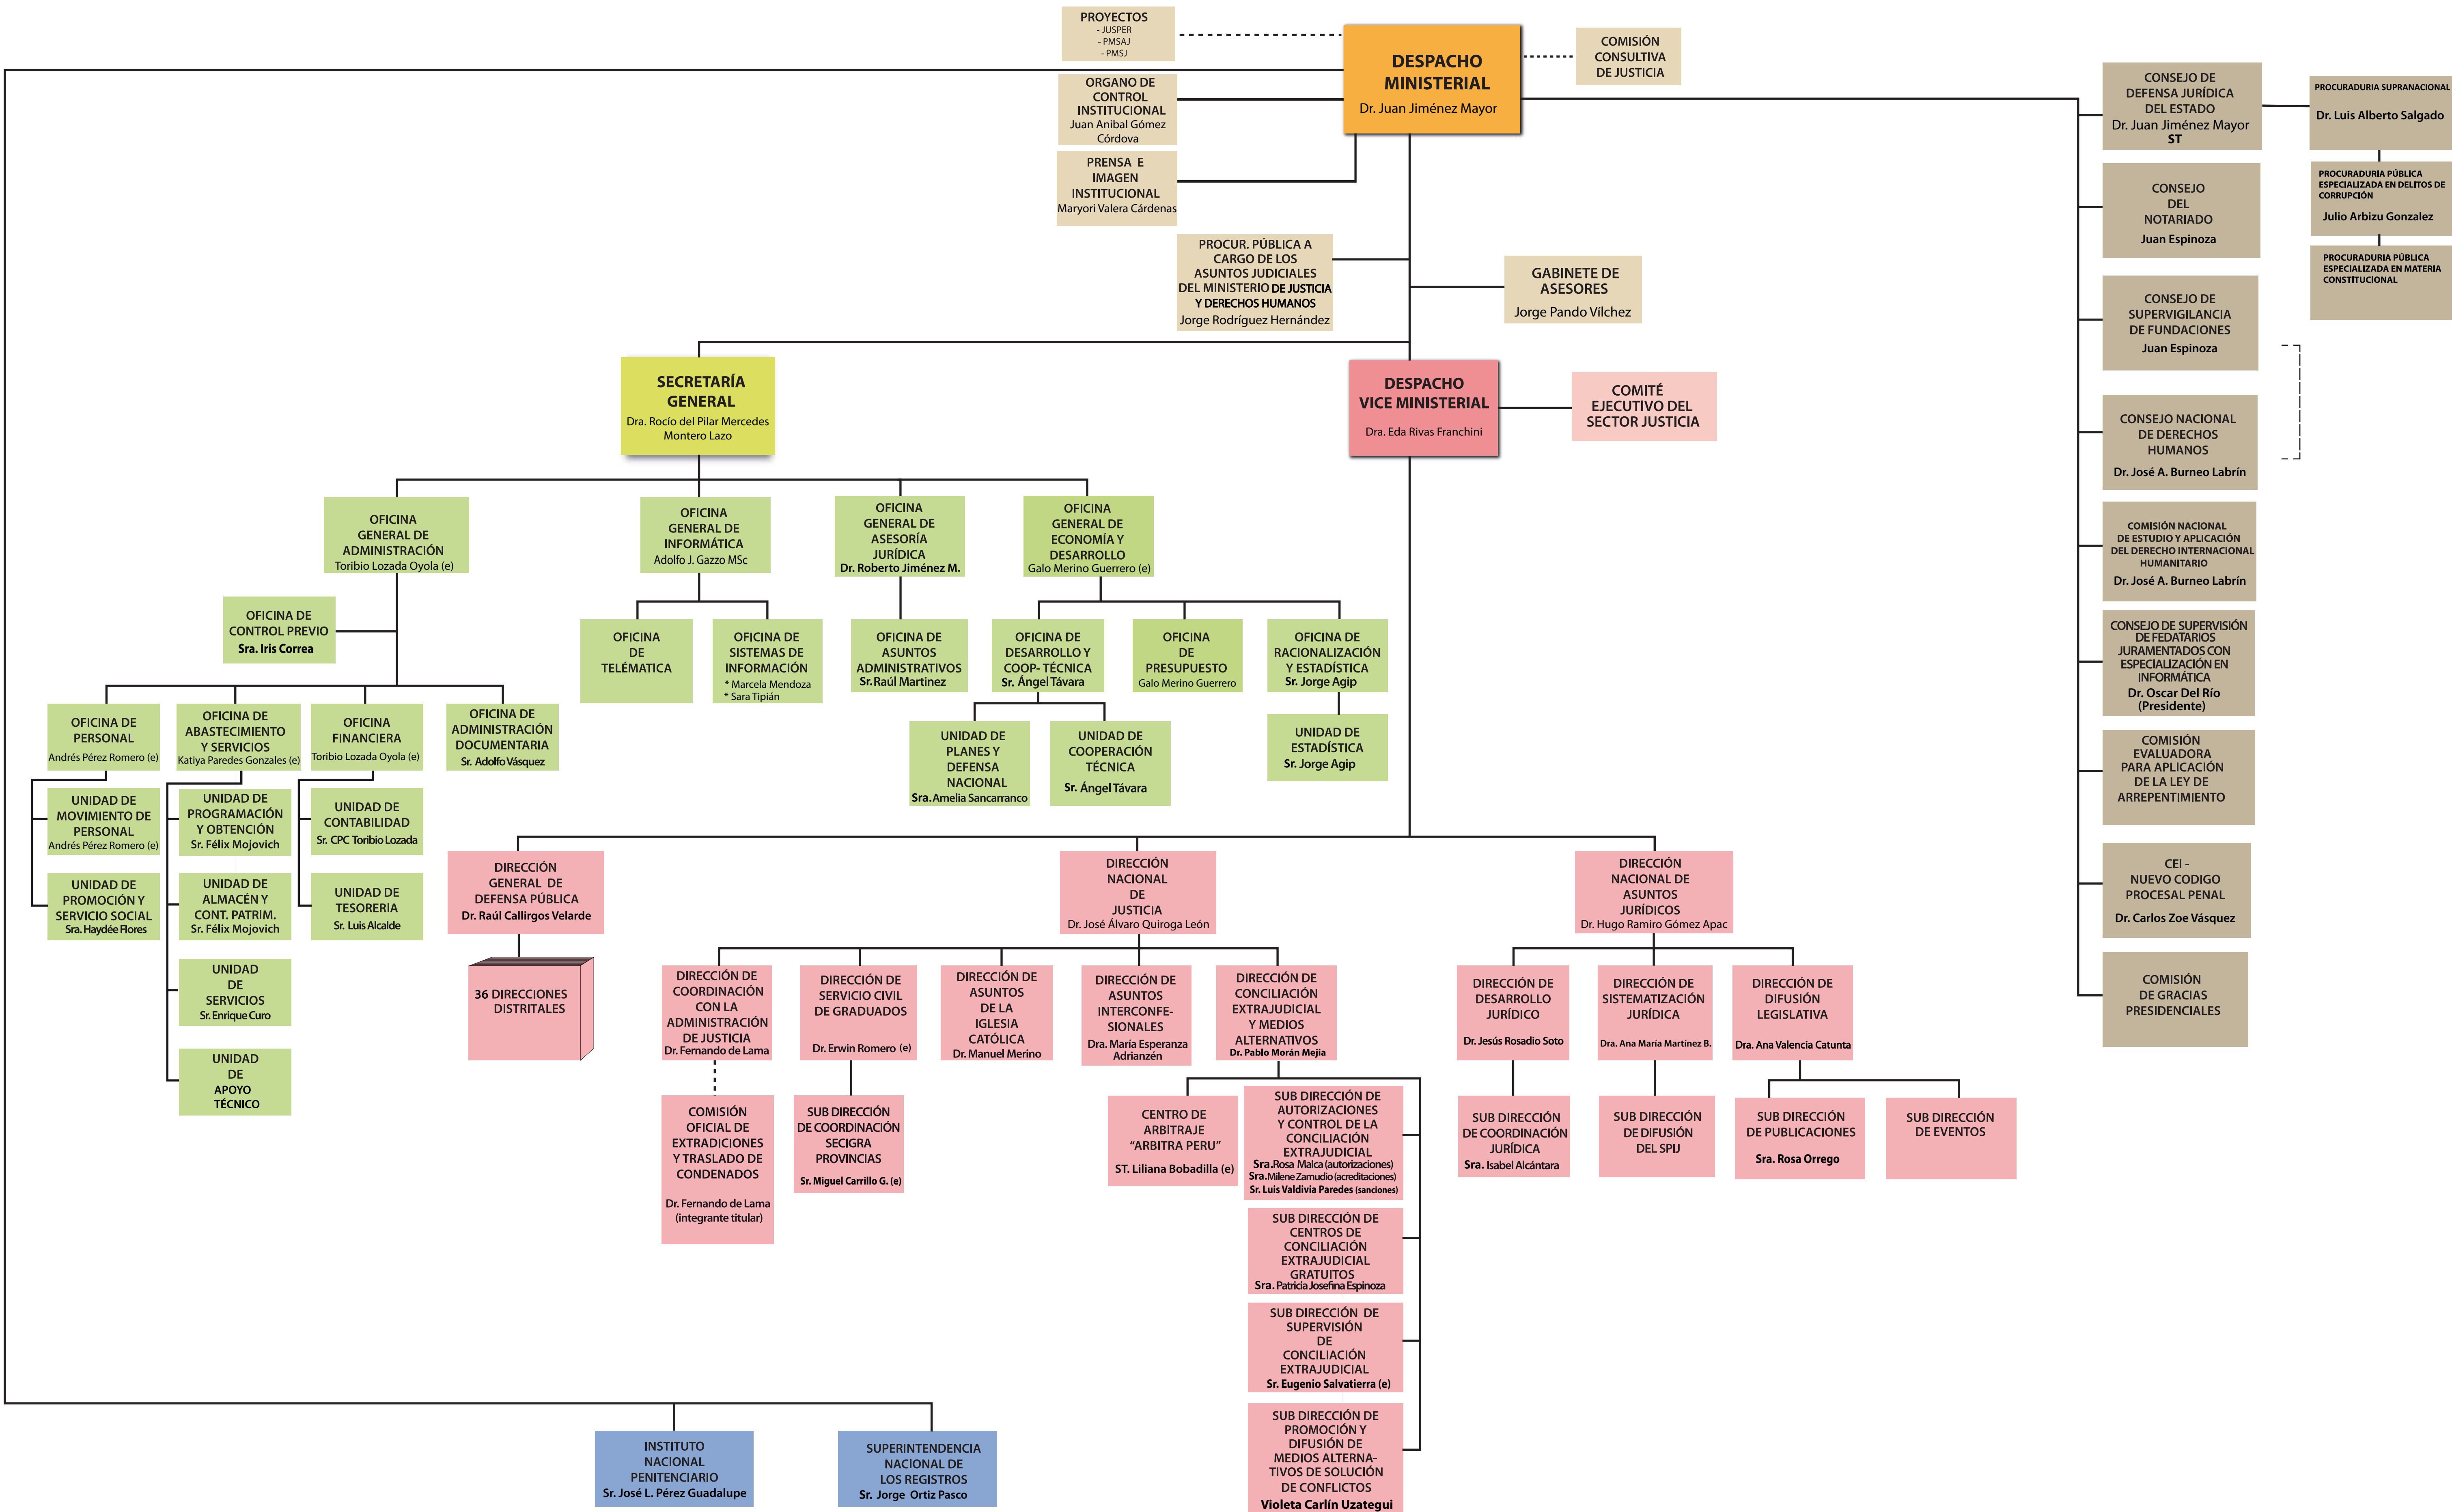 PROYECTOS
- JUSPER
- PMSAJ
- PMSJ
DESPACHO
MINISTERIAL
Dr. Juan Jiménez Mayor
COMISIÓN
CONSULTIVA
DE JUSTICIA
ORGANO DE
CONTROL
INSTITUCIONAL
Juan Anibal Gómez
Córdova
PRENSA E
IMAGEN
INSTITUCIONAL
Maryori Valera Cárdenas
PROCUR. PÚBLICA A
CARGO DE LOS
ASUNTOS JUDICIALES
DEL MINISTERIO DE JUSTICIA
Y DERECHOS HUMANOS
Jorge Rodríguez Hernández
GABINETE DE
ASESORES
Jorge Pando Vílchez
CONSEJO DE
DEFENSA JURÍDICA
DEL ESTADO
Dr. Juan Jiménez Mayor
ST
PROCURADURIA SUPRANACIONAL
Dr. Luis Alberto Salgado
PROCURADURIA PÚBLICA
ESPECIALIZADA EN DELITOS DE
CORRUPCIÓN
Julio Arbizu Gonzalez
PROCURADURIA PÚBLICA
ESPECIALIZADA EN MATERIA
CONSTITUCIONAL
CONSEJO
DEL
NOTARIADO
Juan Espinoza
CONSEJO DE
SUPERVIGILANCIA
DE FUNDACIONES
Juan Espinoza
CONSEJO NACIONAL
DE DERECHOS
HUMANOS
Dr. José A. Burneo Labrín
COMISIÓN NACIONAL
DE ESTUDIO Y APLICACIÓN
DEL DERECHO INTERNACIONAL
HUMANITARIO
Dr. José A. Burneo Labrín
CONSEJO DE SUPERVISIÓN
DE FEDATARIOS
JURAMENTADOS CON
ESPECIALIZACIÓN EN
INFORMÁTICA
Dr. Oscar Del Río
(Presidente)
COMISIÓN
EVALUADORA
PARA APLICACIÓN
DE LA LEY DE
ARREPENTIMIENTO
CEI -
NUEVO CODIGO
PROCESAL PENAL
Dr. Carlos Zoe Vásquez
COMISIÓN
DE GRACIAS
PRESIDENCIALES
SECRETARÍA
GENERAL
Dra. Rocío del Pilar Mercedes
Montero Lazo
DESPACHO
VICE MINISTERIAL
Dra. Eda Rivas Franchini
COMITÉ
EJECUTIVO DEL
SECTOR JUSTICIA
OFICINA
GENERAL DE
ADMINISTRACIÓN
Toribio Lozada Oyola (e)
OFICINA
GENERAL DE
INFORMÁTICA
Adolfo J. Gazzo MSc
OFICINA
GENERAL DE
ASESORÍA
JURÍDICA
Dr. Roberto Jiménez M.
OFICINA
GENERAL DE
ECONOMÍA Y
DESARROLLO
Galo Merino Guerrero (e)
OFICINA DE
CONTROL PREVIO
Sra. Iris Correa
OFICINA
DE
TELÉMATICA
OFICINA DE
SISTEMAS DE
INFORMACIÓN
* Marcela Mendoza
* Sara Tipián
OFICINA DE
ASUNTOS
ADMINISTRATIVOS
Sr. Raúl Martinez
OFICINA DE
DESARROLLO Y
COOP- TÉCNICA
Sr. Ángel Távara
OFICINA
DE
PRESUPUESTO
Galo Merino Guerrero
OFICINA DE
RACIONALIZACIÓN
Y ESTADÍSTICA
Sr. Jorge Agip
OFICINA DE
PERSONAL
Andrés Pérez Romero (e)
OFICINA DE
ABASTECIMIENTO
Y SERVICIOS
Katiya Paredes Gonzales (e)
OFICINA
FINANCIERA
Toribio Lozada Oyola (e)
OFICINA DE
ADMINISTRACIÓN
DOCUMENTARIA
Sr. Adolfo Vásquez
UNIDAD DE
PLANES Y
DEFENSA
NACIONAL
Sra. Amelia Sancarranco
UNIDAD DE
COOPERACIÓN
TÉCNICA
Sr. Ángel Távara
UNIDAD DE
ESTADÍSTICA
Sr. Jorge Agip
UNIDAD DE
MOVIMIENTO DE
PERSONAL
Andrés Pérez Romero (e)
UNIDAD DE
PROGRAMACIÓN
Y OBTENCIÓN
Sr. Félix Mojovich
UNIDAD DE
CONTABILIDAD
Sr. CPC Toribio Lozada
UNIDAD DE
PROMOCIÓN Y
SERVICIO SOCIAL
Sra. Haydée Flores
UNIDAD DE
ALMACÉN Y
CONT. PATRIM.
Sr. Félix Mojovich
UNIDAD DE
TESORERIA
Sr. Luis Alcalde
UNIDAD
DE
SERVICIOS
Sr. Enrique Curo
UNIDAD
DE
APOYO
TÉCNICO
DIRECCIÓN
GENERAL DE
DEFENSA PÚBLICA
Dr. Raúl Callirgos Velarde
DIRECCIÓN
NACIONAL
DE
JUSTICIA
Dr. José Álvaro Quiroga León
DIRECCIÓN
NACIONAL DE
ASUNTOS
JURÍDICOS
Dr. Hugo Ramiro Gómez Apac
36 DIRECCIONES
DISTRITALES
DIRECCIÓN DE
COORDINACIÓN
CON LA
ADMINISTRACIÓN
DE JUSTICIA
Dr. Fernando de Lama
DIRECCIÓN DE
SERVICIO CIVIL
DE GRADUADOS
Dr. Erwin Romero (e)
DIRECCIÓN DE
ASUNTOS
DE LA
IGLESIA
CATÓLICA
Dr. Manuel Merino
DIRECCIÓN DE
ASUNTOS
INTERCONFE-
SIONALES
Dra. María Esperanza
Adrianzén
DIRECCIÓN DE
CONCILIACIÓN
EXTRAJUDICIAL
Y MEDIOS
ALTERNATIVOS
Dr. Pablo Morán Mejia
DIRECCIÓN DE
DESARROLLO
JURÍDICO
Dr. Jesús Rosadio Soto
DIRECCIÓN DE
SISTEMATIZACIÓN
JURÍDICA
Dra. Ana María Martínez B.
DIRECCIÓN DE
DIFUSIÓN
LEGISLATIVA
Dra. Ana Valencia Catunta
COMISIÓN
OFICIAL DE
EXTRADICIONES
Y TRASLADO DE
CONDENADOS
Dr. Fernando de Lama
(integrante titular)
SUB DIRECCIÓN
DE COORDINACIÓN
SECIGRA
PROVINCIAS
Sr. Miguel Carrillo G. (e)
CENTRO DE
ARBITRAJE
“ARBITRA PERU”
ST. Liliana Bobadilla (e)
SUB DIRECCIÓN DE
AUTORIZACIONES
Y CONTROL DE LA
CONCILIACIÓN
EXTRAJUDICIAL
Sra. Rosa Malca (autorizaciones)
Sra. Milene Zamudio (acreditaciones)
Sr. Luis Valdivia Paredes (sanciones)
SUB DIRECCIÓN DE
CENTROS DE
CONCILIACIÓN
EXTRAJUDICIAL
GRATUITOS
Sra. Patricia Josefina Espinoza
SUB DIRECCIÓN DE
SUPERVISIÓN
DE
CONCILIACIÓN
EXTRAJUDICIAL
Sr. Eugenio Salvatierra (e)
SUB DIRECCIÓN DE
PROMOCIÓN Y
DIFUSIÓN DE
MEDIOS ALTERNA-
TIVOS DE SOLUCIÓN
DE CONFLICTOS
Violeta Carlín Uzategui
SUB DIRECCIÓN
DE COORDINACIÓN
JURÍDICA
Sra. Isabel Alcántara
SUB DIRECCIÓN
DE DIFUSIÓN
DEL SPIJ
SUB DIRECCIÓN
DE PUBLICACIONES
Sra. Rosa Orrego
SUB DIRECCIÓN
DE EVENTOS
INSTITUTO
NACIONAL
PENITENCIARIO
Sr. José L. Pérez Guadalupe
SUPERINTENDENCIA
NACIONAL DE
LOS REGISTROS
Sr. Jorge Ortiz Pasco